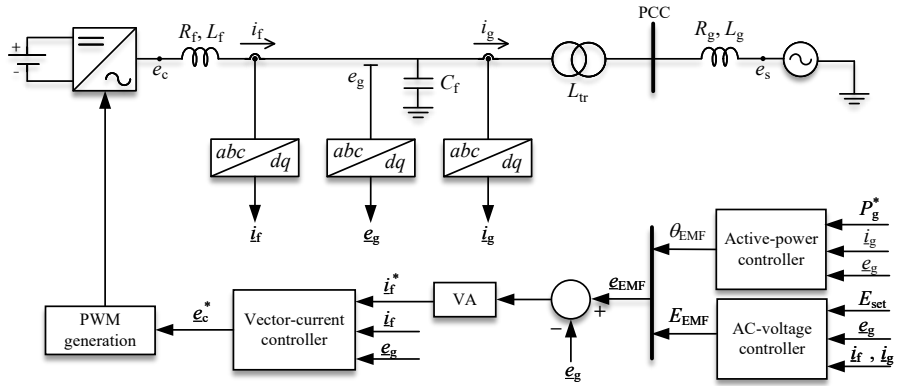 PCC
R_f, L_f
i_f
i_g
R_g, L_g
+
-
e_c
e_g
C_f
L_tr
e_s
abc
dq
abc
dq
abc
dq
i_f
e_g
i_g
P_g^*
θ_EMF
Active-power
controller
i_g
e_g
e_EMF
VA
i_f^*
+
−
E_EMF
AC-voltage
controller
E_set
e_g
i_f , i_g
PWM
generation
e_c^*
Vector-current
controller
i_f
e_g
e_g